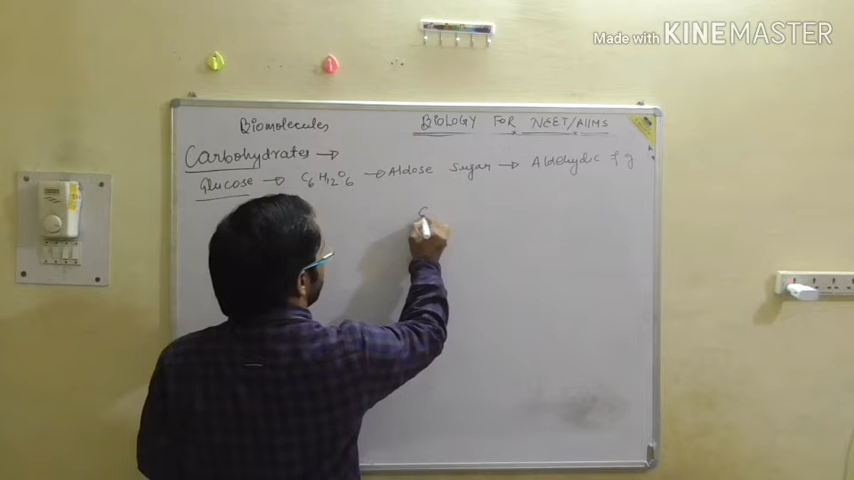 Made with KINEMASTER
Biomolecules
BIOLOGY FOR NEET/AIIMS
Carbohydrates →
Glucose → C6H12O6 → Aldose Sugar → Aldehydic f g
C